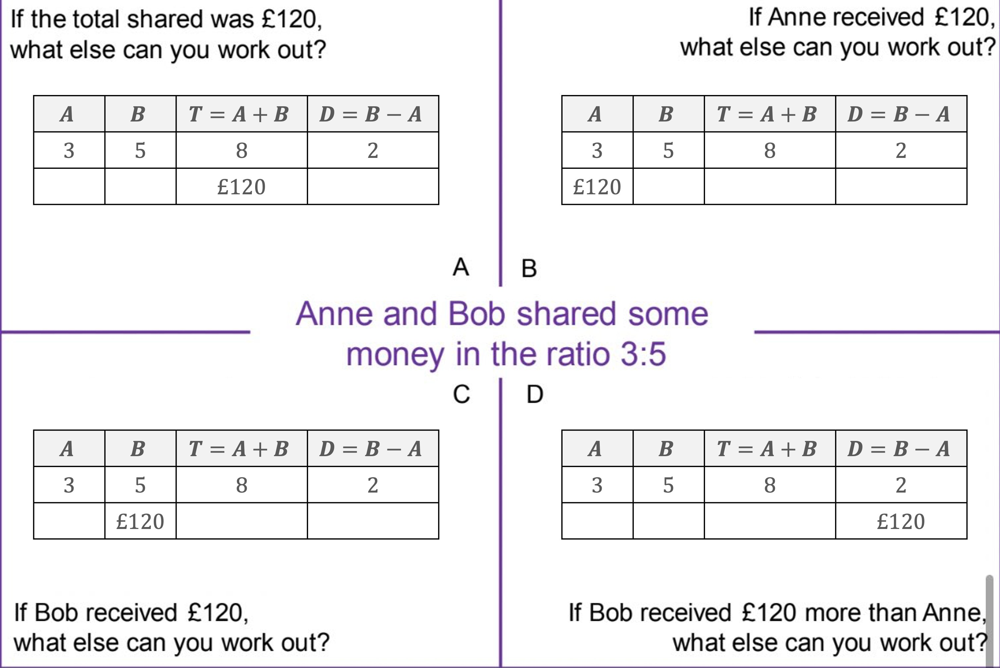 If the total shared was £120,
what else can you work out?
A B T = A + B D = B − A
3 5 8 2
£120
A
If Anne received £120,
what else can you work out?
A B T = A + B D = B − A
3 5 8 2
£120
B
Anne and Bob shared some
money in the ratio 3:5
C
A B T = A + B D = B − A
3 5 8 2
£120
If Bob received £120,
what else can you work out?
D
A B T = A + B D = B − A
3 5 8 2
£120
If Bob received £120 more than Anne,
what else can you work out?